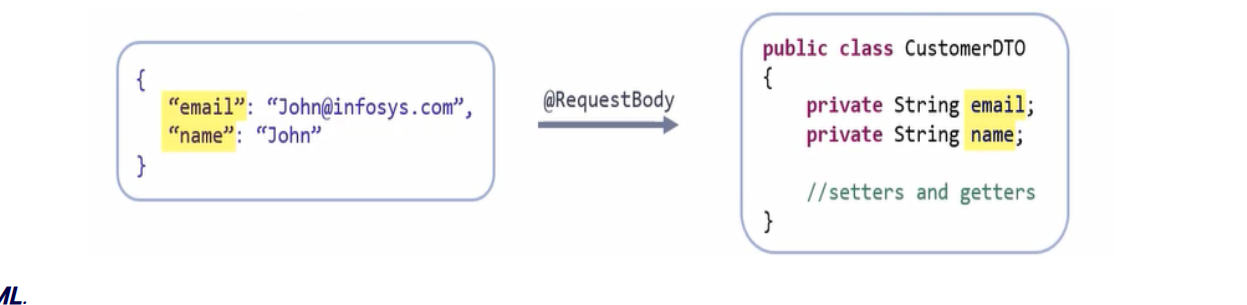 {
“email”: “John@infosys.com”,
“name”: “John”
}
@RequestBody
public class CustomerDTO
{
private String email;
private String name;
//setters and getters
}
ML.